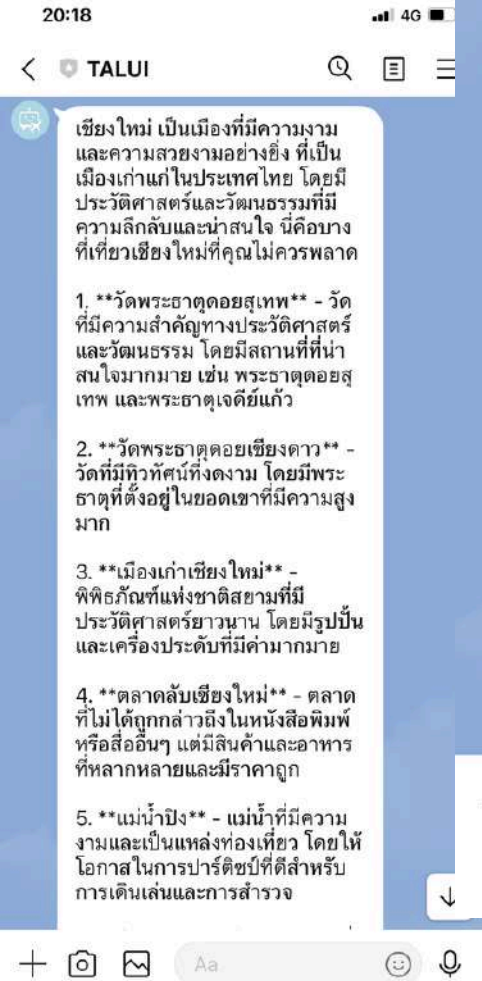 20:18
4G
TALUI
เชียงใหม่ เป็นเมืองที่มีความงาม
และความสวยงามอย่างยิ่ง ที่เป็น
เมืองเก่าแก่ในประเทศไทย โดยมี
ประวัติศาสตร์และวัฒนธรรมที่มี
ความลึกลับและน่าสนใจ นี่คือบาง
ที่เที่ยวเชียงใหม่ที่คุณไม่ควรพลาด
1. **วัดพระธาตุดอยสุเทพ** - วัด
ที่มีความสำคัญทางประวัติศาสตร์
และวัฒนธรรม โดยมีสถานที่ที่น่า
สนใจมากมาย เช่น พระธาตุดอยสุ
เทพ และพระธาตุเจดีย์แก้ว
2. **วัดพระธาตุดอยเชียงดาว** -
วัดที่มีทิวทัศน์ที่งดงาม โดยมีพระ
ธาตุที่ตั้งอยู่ในยอดเขาที่มีความสูง
มาก
3. **เมืองเก่าเชียงใหม่** -
พิพิธภัณฑ์แห่งชาติสยามที่มี
ประวัติศาสตร์ยาวนาน โดยมีรูปปั้น
และเครื่องประดับที่มีค่ามากมาย
4. **ตลาดลับเชียงใหม่** - ตลาด
ที่ไม่ได้ถูกกล่าวถึงในหนังสือพิมพ์
หรือสื่ออื่นๆ แต่มีสินค้าและอาหาร
ที่หลากหลายและมีราคาถูก
5. **แม่น้ำปิง** - แม่น้ำที่มีความ
งามและเป็นแหล่งท่องเที่ยว โดยให้
โอกาสในการปาร์ติซิป์ที่ดีสำหรับ
การเดินเล่นและการสำรวจ
Aa